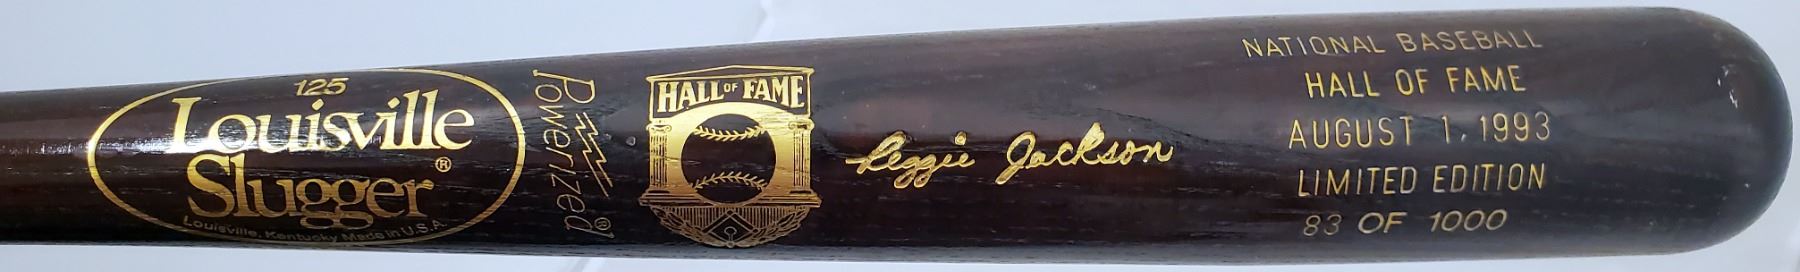 125
Louisville
Slugger®
Louisville, Kentucky Made in U.S.A.
Powerized®
HALL OF FAME
Reggie Jackson
NATIONAL BASEBALL
HALL OF FAME
AUGUST 1, 1993
LIMITED EDITION
83 OF 1000